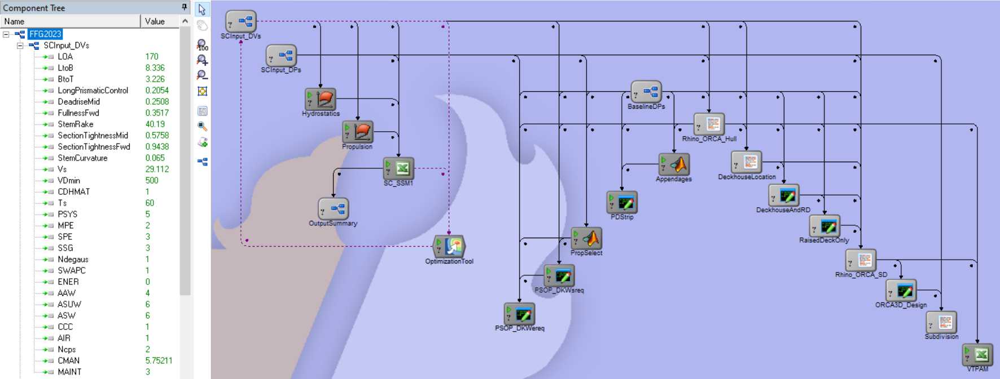 Component Tree
Name Value
FFG2023
SCInput_DVs
LOA 170
LtoB 8.336
BtoT 3.226
LongPrismaticControl 0.2054
DeadriseMid 0.2508
FullnessFwd 0.3517
StemRake 40.19
SectionTightnessMid 0.5758
SectionTightnessFwd 0.9438
StemCurvature 0.065
Vs 29.112
VDmin 500
CDHMAT 1
Ts 60
PSYS 5
MPE 2
SPE 3
SSG 3
Ndegaus 1
SWAPC 1
ENER 0
AAW 4
ASUW 6
ASW 6
CCC 1
AIR 1
Ncps 2
CMAN 5.75211
MAINT 3
100
? SCInput_DVs
? SCInput_DPs
? Hydrostatics
? Propulsion
? SC_SSM1
? OutputSummary
? OptimizationTool
? BaselineDPs
? Rhino_ORCA_Hull
? Appendages
? DeckhouseLocation
? PDStrip
? DeckhouseAndRD
? RaisedDeckOnly
? PropSelect
? Rhino_ORCA_SD
? PSOP_DKWsreq
? ORCA3D_Design
? PSOP_DKWereq
? Subdivision
? VTPAM